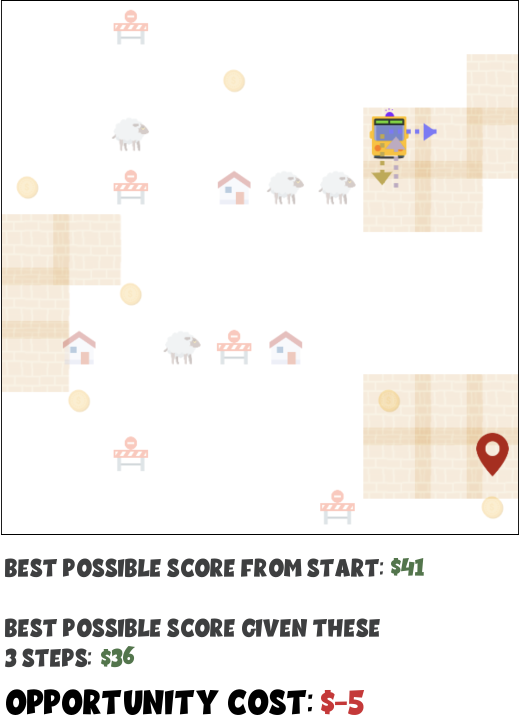 BEST POSSIBLE SCORE FROM START: $41
BEST POSSIBLE SCORE GIVEN THESE
3 STEPS: $36
OPPORTUNITY COST: $-5